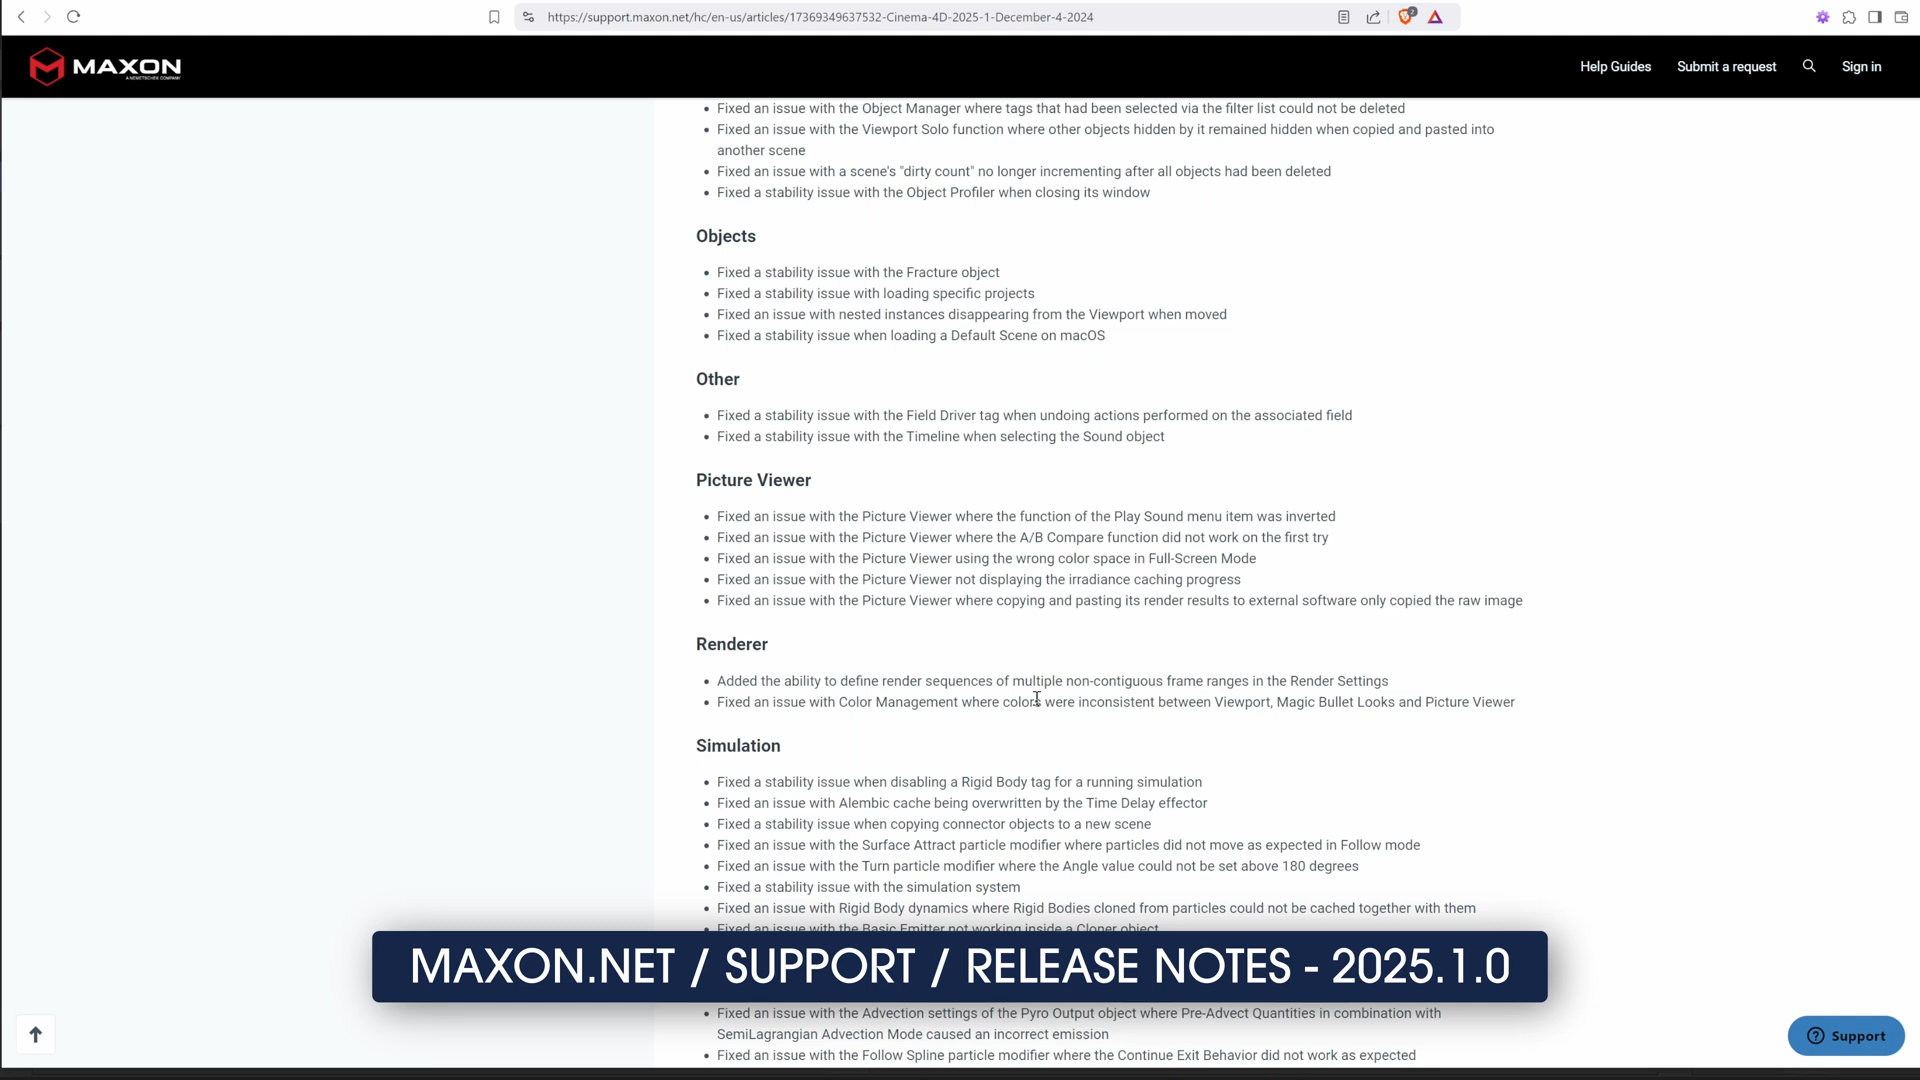 https://support.maxon.net/hc/en-us/articles/17369349637532-Cinema-4D-2025-1-December-4-2024
2
MAXON
A NEMETSCHEK COMPANY
Help Guides
Submit a request
Sign in
Fixed an issue with the Object Manager where tags that had been selected via the filter list could not be deleted
Fixed an issue with the Viewport Solo function where other objects hidden by it remained hidden when copied and pasted into
another scene
Fixed an issue with a scene's "dirty count" no longer incrementing after all objects had been deleted
Fixed a stability issue with the Object Profiler when closing its window
Objects
Fixed a stability issue with the Fracture object
Fixed a stability issue with loading specific projects
Fixed an issue with nested instances disappearing from the Viewport when moved
Fixed a stability issue when loading a Default Scene on macOS
Other
Fixed a stability issue with the Field Driver tag when undoing actions performed on the associated field
Fixed a stability issue with the Timeline when selecting the Sound object
Picture Viewer
Fixed an issue with the Picture Viewer where the function of the Play Sound menu item was inverted
Fixed an issue with the Picture Viewer where the A/B Compare function did not work on the first try
Fixed an issue with the Picture Viewer using the wrong color space in Full-Screen Mode
Fixed an issue with the Picture Viewer not displaying the irradiance caching progress
Fixed an issue with the Picture Viewer where copying and pasting its render results to external software only copied the raw image
Renderer
Added the ability to define render sequences of multiple non-contiguous frame ranges in the Render Settings
Fixed an issue with Color Management where colors were inconsistent between Viewport, Magic Bullet Looks and Picture Viewer
Simulation
Fixed a stability issue when disabling a Rigid Body tag for a running simulation
Fixed an issue with Alembic cache being overwritten by the Time Delay effector
Fixed a stability issue when copying connector objects to a new scene
Fixed an issue with the Surface Attract particle modifier where particles did not move as expected in Follow mode
Fixed an issue with the Turn particle modifier where the Angle value could not be set above 180 degrees
Fixed a stability issue with the simulation system
Fixed an issue with Rigid Body dynamics where Rigid Bodies cloned from particles could not be cached together with them
Fixed an issue with the Basic Emitter not working inside a Cloner object
MAXON.NET / SUPPORT / RELEASE NOTES - 2025.1.0
Fixed an issue with the Advection settings of the Pyro Output object where Pre-Advect Quantities in combination with
SemiLagrangian Advection Mode caused an incorrect emission
Fixed an issue with the Follow Spline particle modifier where the Continue Exit Behavior did not work as expected
Support